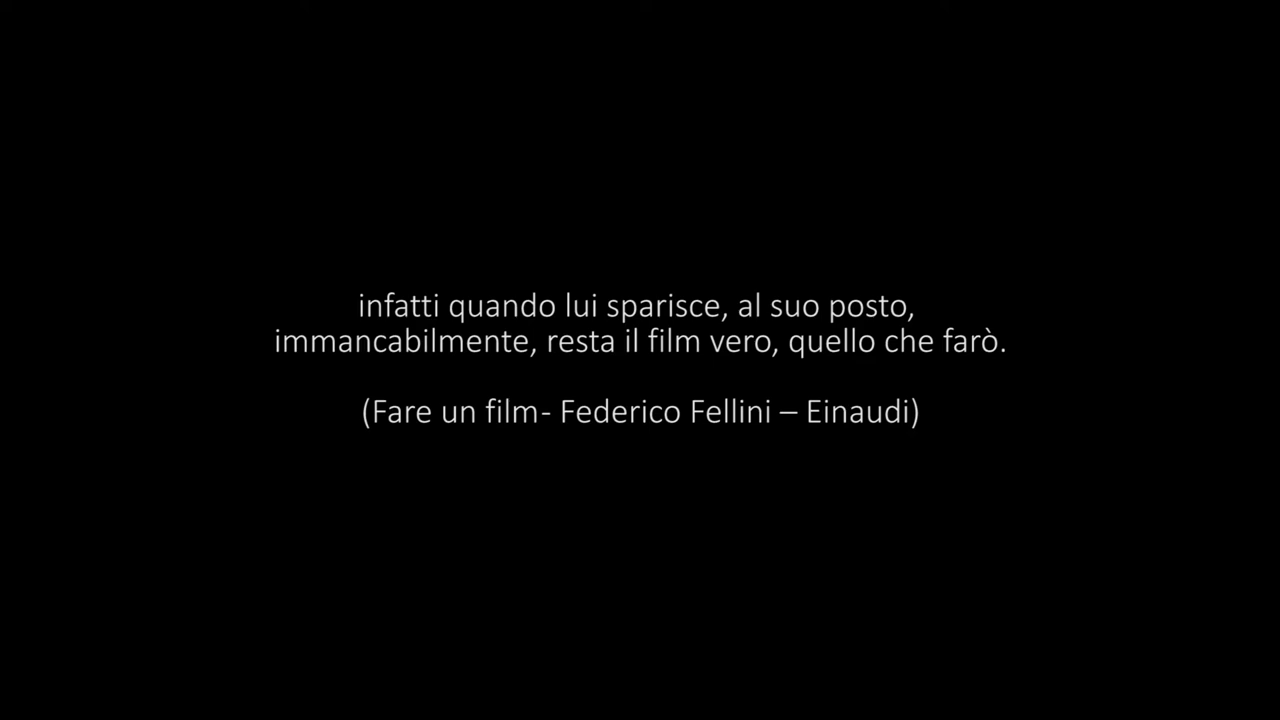 infatti quando lui sparisce, al suo posto,
immancabilmente, resta il film vero, quello che farò.
(Fare un film- Federico Fellini – Einaudi)